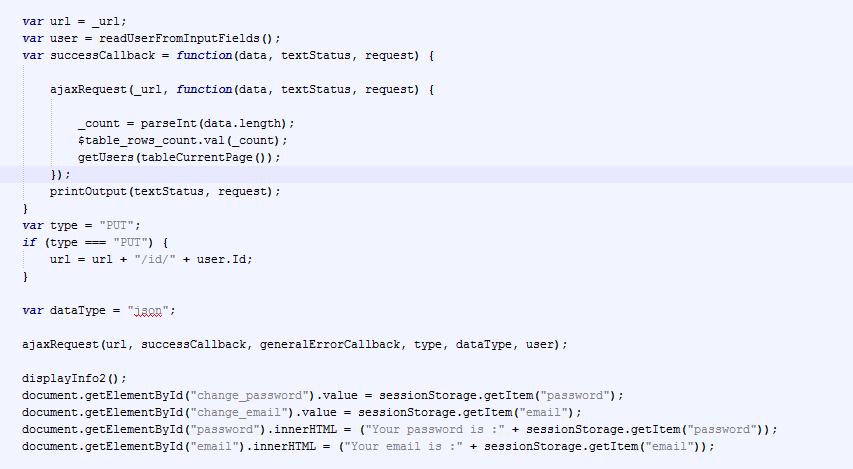 var url = _url;
var user = readUserFromInputFields();
var successCallback = function(data, textStatus, request) {
ajaxRequest(_url, function(data, textStatus, request) {
_count = parseInt(data.length);
$table_rows_count.val(_count);
getUsers(tableCurrentPage());
});
printOutput(textStatus, request);
}
var type = "PUT";
if (type === "PUT") {
url = url + "/id/" + user.Id;
}
var dataType = "json";
ajaxRequest(url, successCallback, generalErrorCallback, type, dataType, user);
displayInfo2();
document.getElementById("change_password").value = sessionStorage.getItem("password");
document.getElementById("change_email").value = sessionStorage.getItem("email");
document.getElementById("password").innerHTML = ("Your password is :" + sessionStorage.getItem("password"));
document.getElementById("email").innerHTML = ("Your email is :" + sessionStorage.getItem("email"));